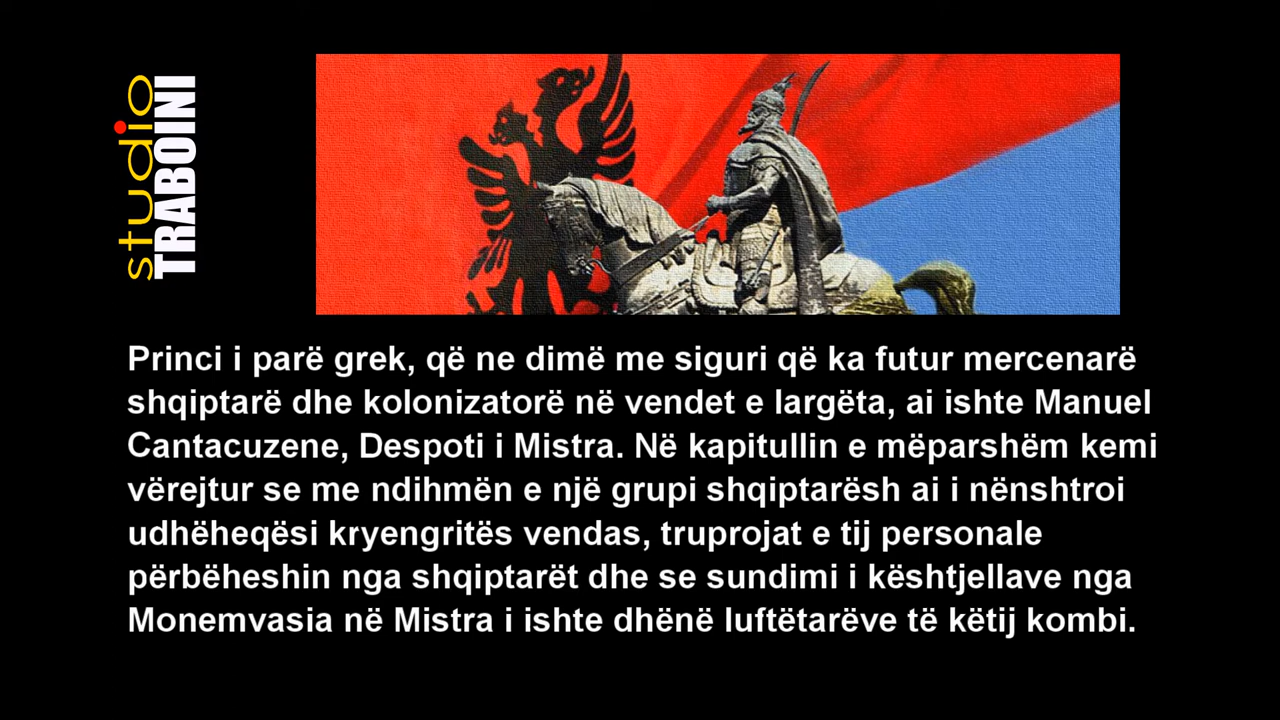 studio
TRABOINI
Princi i parë grek, që ne dimë me siguri që ka futur mercenarë
shqiptarë dhe kolonizatorë në vendet e largëta, ai ishte Manuel
Cantacuzene, Despoti i Mistra. Në kapitullin e mëparshëm kemi
vërejtur se me ndihmën e një grupi shqiptarësh ai i nënshtroi
udhëheqësi kryengritës vendas, truprojat e tij personale
përbëheshin nga shqiptarët dhe se sundimi i kështjellave nga
Monemvasia në Mistra i ishte dhënë luftëtarëve të këtij kombi.